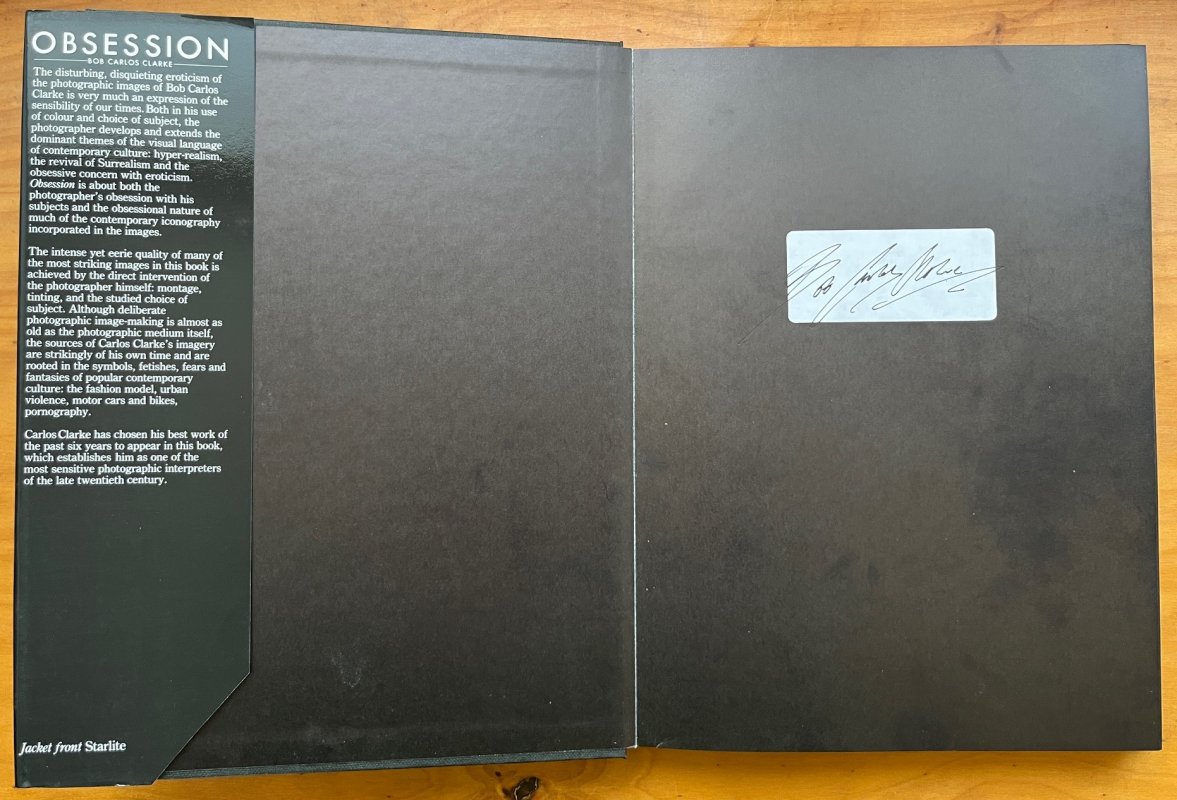 OBSESSION
BOB CARLOS CLARKE
The disturbing, disquieting eroticism of
the photographic images of Bob Carlos
Clarke is very much an expression of the
sensibility of our times. Both in his use
of colour and choice of subject, the
photographer develops and extends the
dominant themes of the visual language
of contemporary culture: hyper-realism,
the revival of Surrealism and the
obsessive concern with eroticism.
Obsession is about both the
photographer's obsession with his
subjects and the obsessional nature of
much of the contemporary iconography
incorporated in the images.
The intense yet eerie quality of many of
the most striking images in this book is
achieved by the direct intervention of
the photographer himself: montage,
tinting, and the studied choice of
subject. Although deliberate
photographic image-making is almost as
old as the photographic medium itself,
the sources of Carlos Clarke's imagery
are strikingly of his own time and are
rooted in the symbols, fetishes, fears and
fantasies of popular contemporary
culture: the fashion model, urban
violence, motor cars and bikes,
pornography.
Carlos Clarke has chosen his best work of
the past six years to appear in this book,
which establishes him as one of the
most sensitive photographic interpreters
of the late twentieth century.
Jacket front Starlite
Bob Carlos Clarke